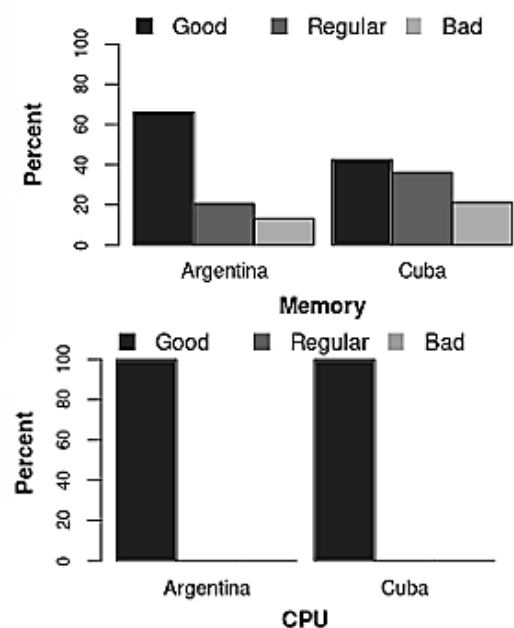 Good Regular Bad
100
80
60
40
20
0
Percent
Argentina Cuba
Memory
Good Regular Bad
100
80
60
40
20
0
Percent
Argentina Cuba
CPU